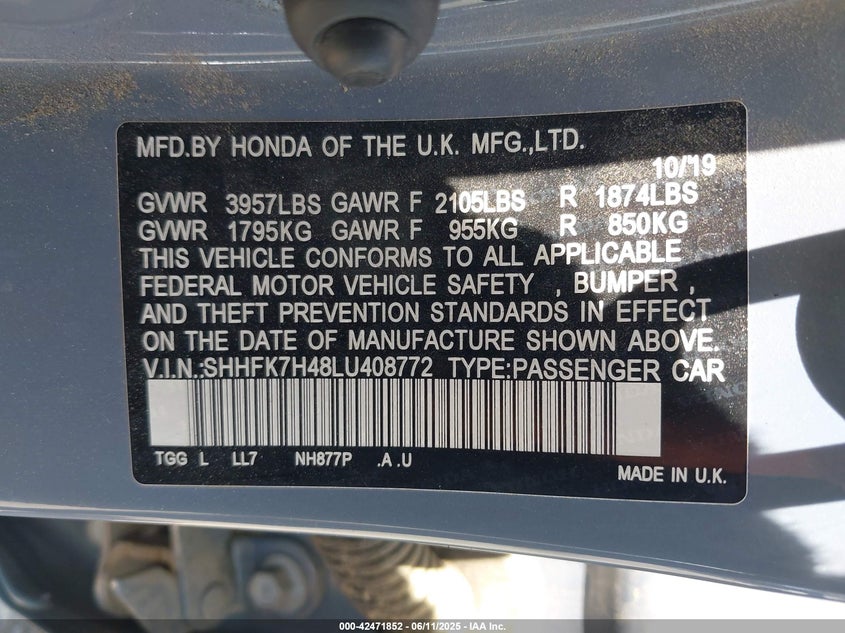 MFD.BY HONDA OF THE U.K. MFG.,LTD.
10/19
GVWR 3957LBS GAWR F 2105LBS R 1874LBS
GVWR 1795KG GAWR F 955KG R 850KG
THIS VEHICLE CONFORMS TO ALL APPLICABLE
FEDERAL MOTOR VEHICLE SAFETY , BUMPER ,
AND THEFT PREVENTION STANDARDS IN EFFECT
ON THE DATE OF MANUFACTURE SHOWN ABOVE.
V.I.N.:SHHFK7H48LU408772 TYPE:PASSENGER CAR
TGG L LL7 NH877P .A .U
MADE IN U.K.
000-42471852 - 06/11/2025 - IAA Inc.